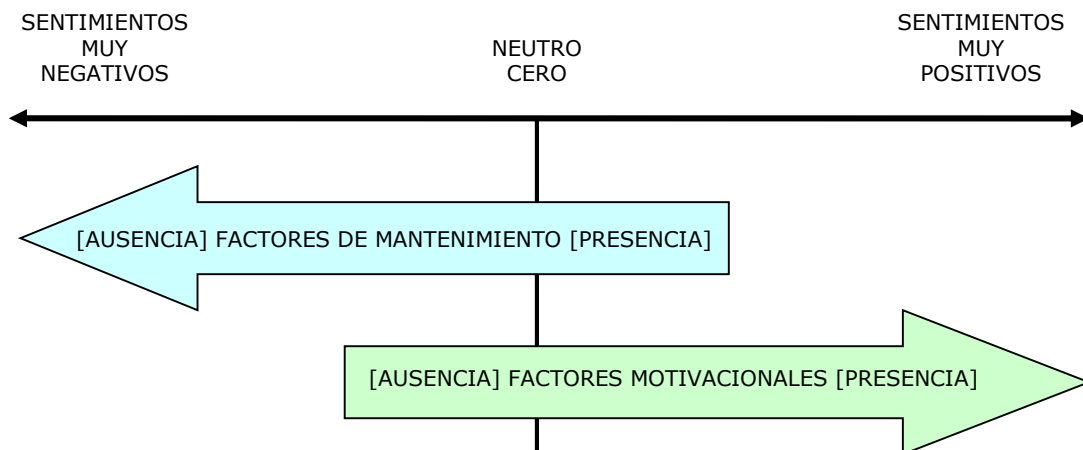 SENTIMIENTOS
MUY
NEGATIVOS
NEUTRO
CERO
SENTIMIENTOS
MUY
POSITIVOS
[AUSENCIA] FACTORES DE MANTENIMIENTO [PRESENCIA]
[AUSENCIA] FACTORES MOTIVACIONALES [PRESENCIA]